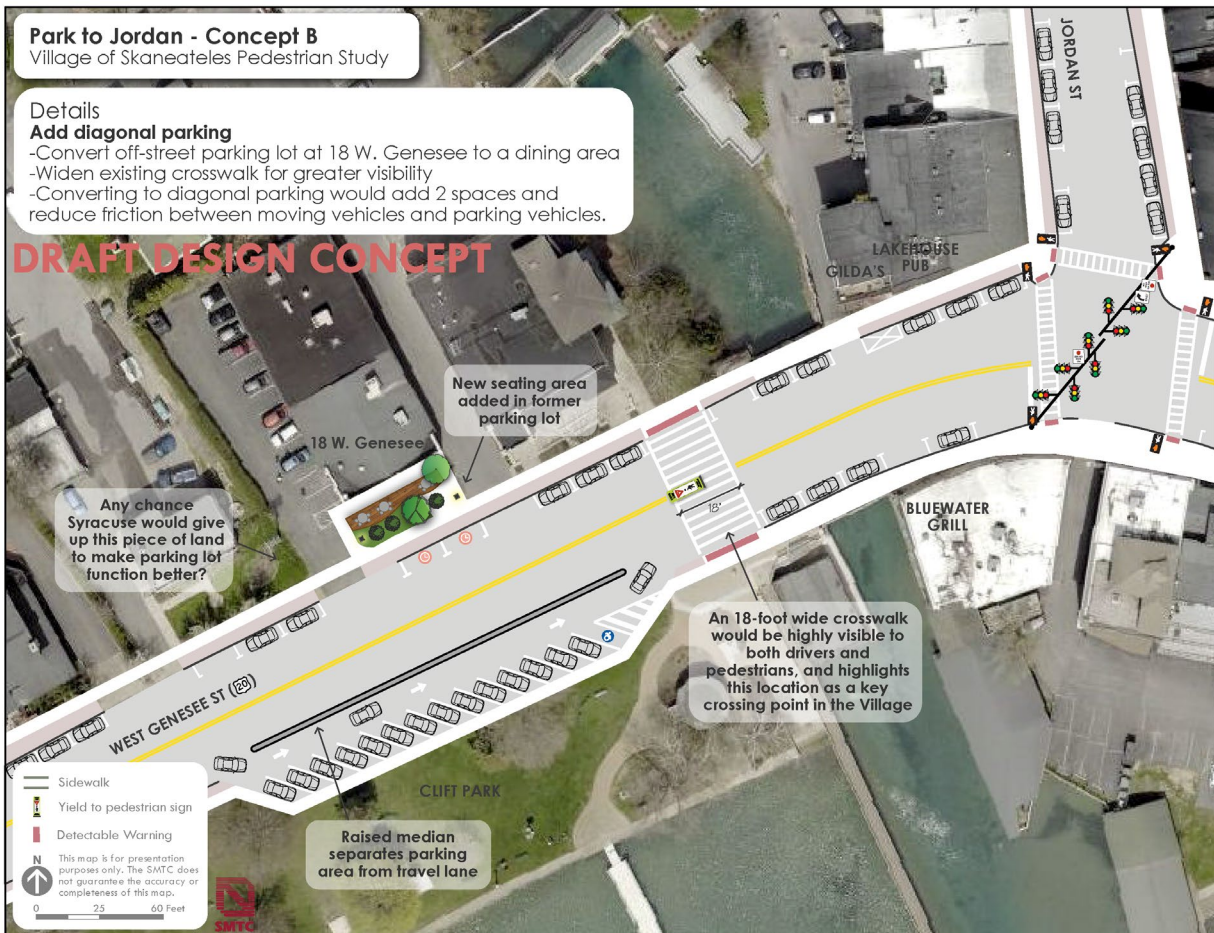 Park to Jordan - Concept B
Village of Skaneateles Pedestrian Study
Details
Add diagonal parking
-Convert off-street parking lot at 18 W. Genesee to a dining area
-Widen existing crosswalk for greater visibility
-Converting to diagonal parking would add 2 spaces and
reduce friction between moving vehicles and parking vehicles.
DRAFT DESIGN CONCEPT
JORDAN ST
LAKEHOUSE
PUB
GILDA'S
New seating area
added in former
parking lot
18 W. Genesee
Any chance
Syracuse would give
up this piece of land
to make parking lot
function better?
18'
BLUEWATER
GRILL
An 18-foot wide crosswalk
would be highly visible to
both drivers and
pedestrians, and highlights
this location as a key
crossing point in the Village
WEST GENESEE ST (20)
CLIFT PARK
Raised median
separates parking
area from travel lane
Sidewalk
Yield to pedestrian sign
Detectable Warning
N
This map is for presentation
purposes only. The SMTC does
not guarantee the accuracy or
completeness of this map.
0 25 60 Feet
SMTC